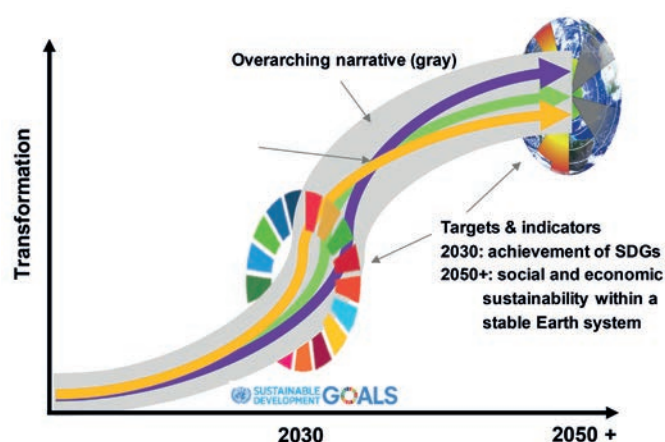 Overarching narrative (gray)
Transformation
Targets & indicators
2030: achievement of SDGs
2050+: social and economic
sustainability within a
stable Earth system
SUSTAINABLE
DEVELOPMENT GOALS
2030
2050 +